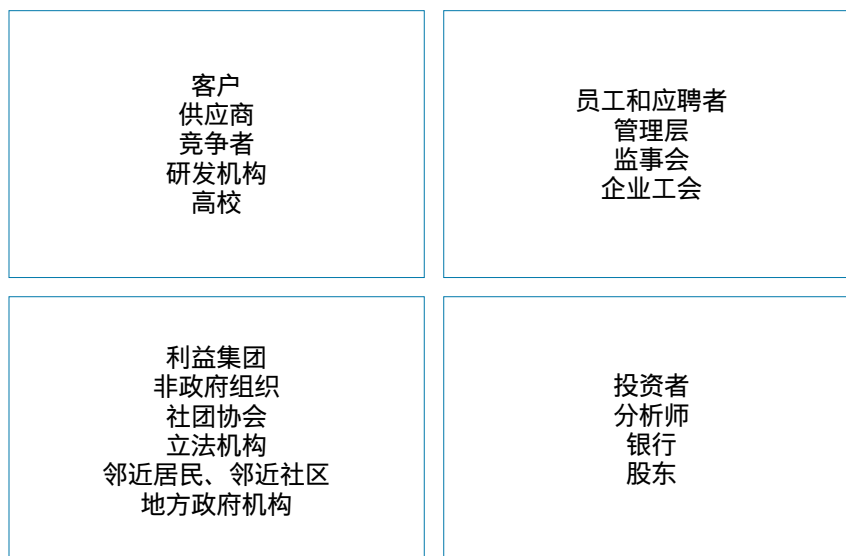 客户
供应商
竞争者
研发机构
高校
员工和应聘者
管理层
监事会
企业工会
利益集团
非政府组织
社团协会
立法机构
邻近居民、邻近社区
地方政府机构
投资者
分析师
银行
股东